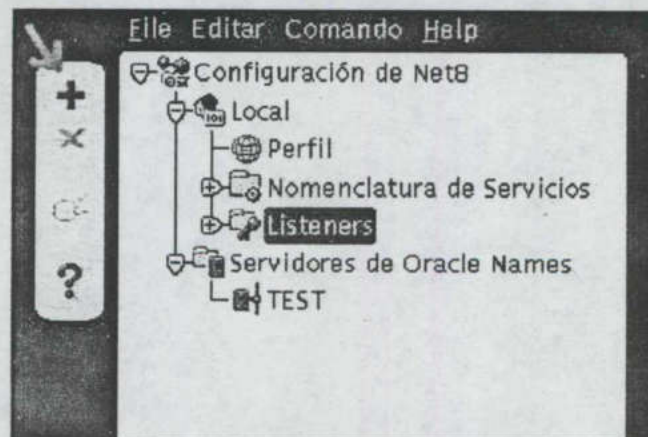 File Editar Comando Help
Configuración de Net8
Local
Perfil
Nomenclatura de Servicios
Listeners
Servidores de Oracle Names
TEST